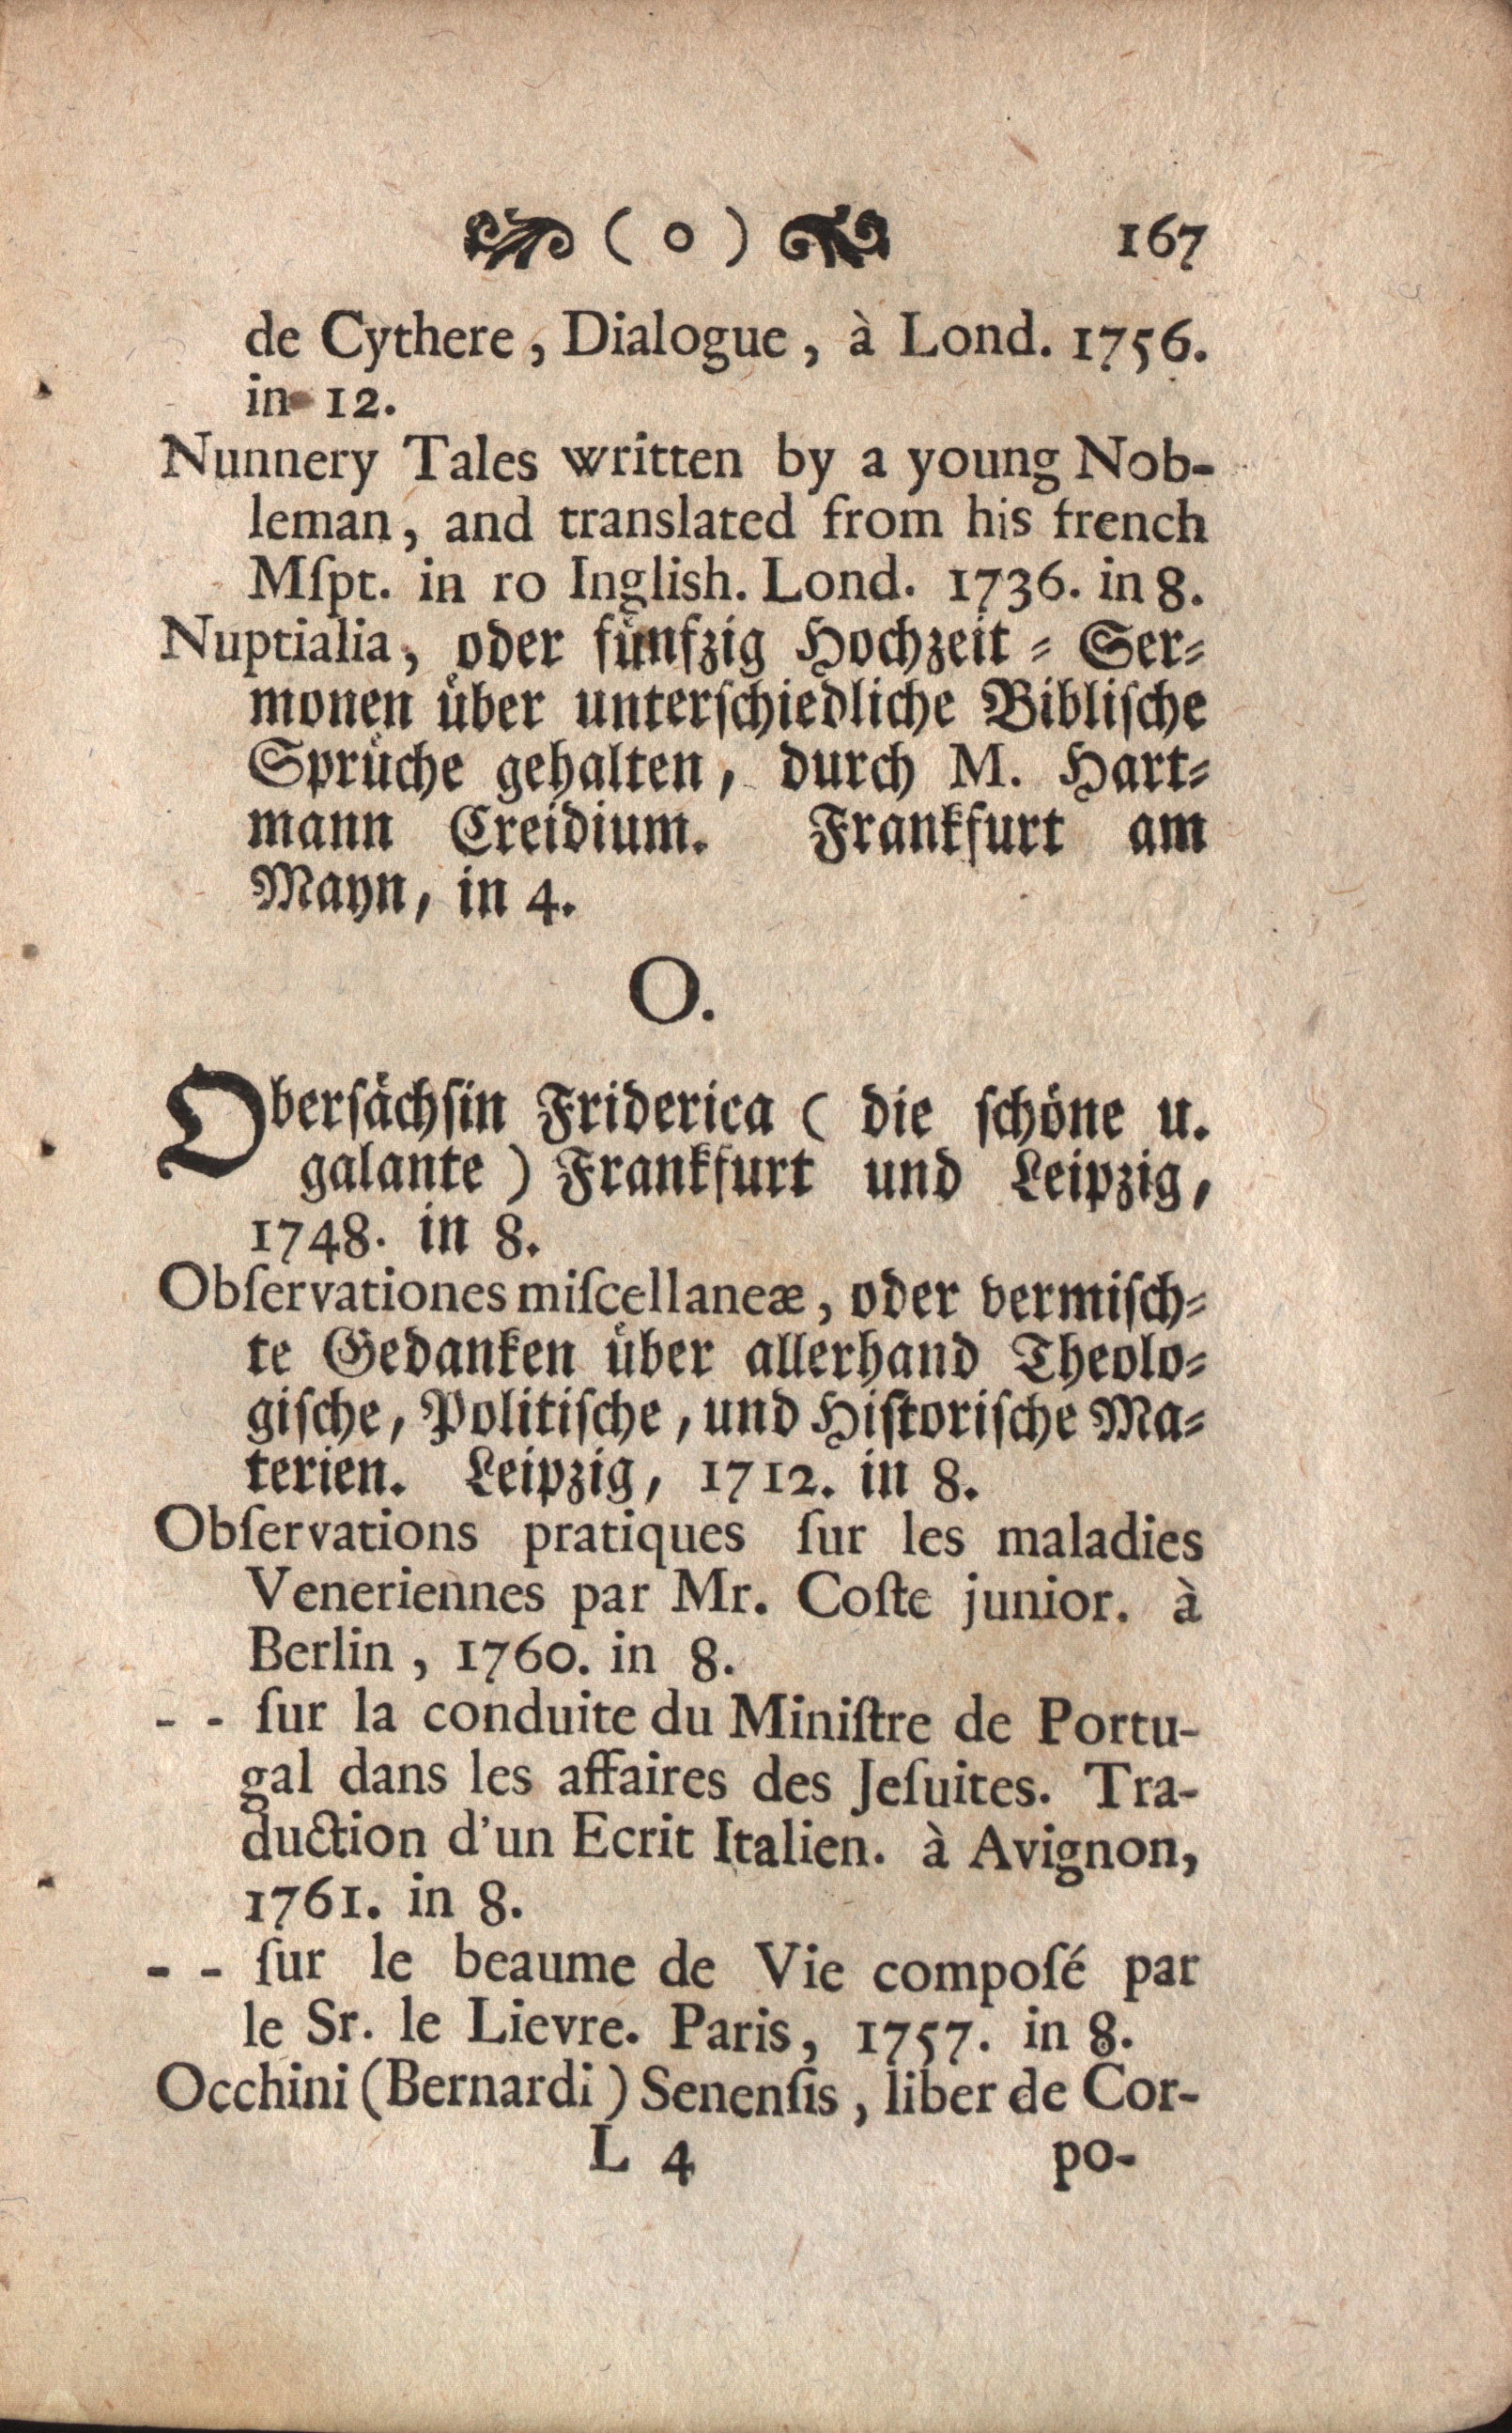 ( o ) 167
de Cythere, Dialogue, à Lond. 1756.
in 12.
Nunnery Tales written by a young Nob-
leman, and translated from his french
Mſpt. in ro Inglish. Lond. 1736. in 8.
Nuptialia, oder fünfzig Hochzeit = Ser=
monen über unterſchiedliche Bibliſche
Sprüche gehalten, durch M. Hart=
mann Creidium. Frankfurt am
Mayn, in 4.
O.
Oberſächſin Friderica ( die ſchöne u.
galante ) Frankfurt und Leipzig,
1748. in 8.
Obſervationes miſcellaneæ, oder vermiſch=
te Gedanken über allerhand Theolo=
giſche, Politiſche, und Hiſtoriſche Ma=
terien. Leipzig, 1712. in 8.
Obſervations pratiques ſur les maladies
Veneriennes par Mr. Coſte junior. à
Berlin, 1760. in 8.
- - ſur la conduite du Miniſtre de Portu-
gal dans les affaires des Jeſuites. Tra-
duction d'un Ecrit Italien. à Avignon,
1761. in 8.
- - ſur le beaume de Vie compoſé par
le Sr. le Lievre. Paris, 1757. in 8.
Occhini (Bernardi) Senenſis, liber de Cor-
L 4 po-